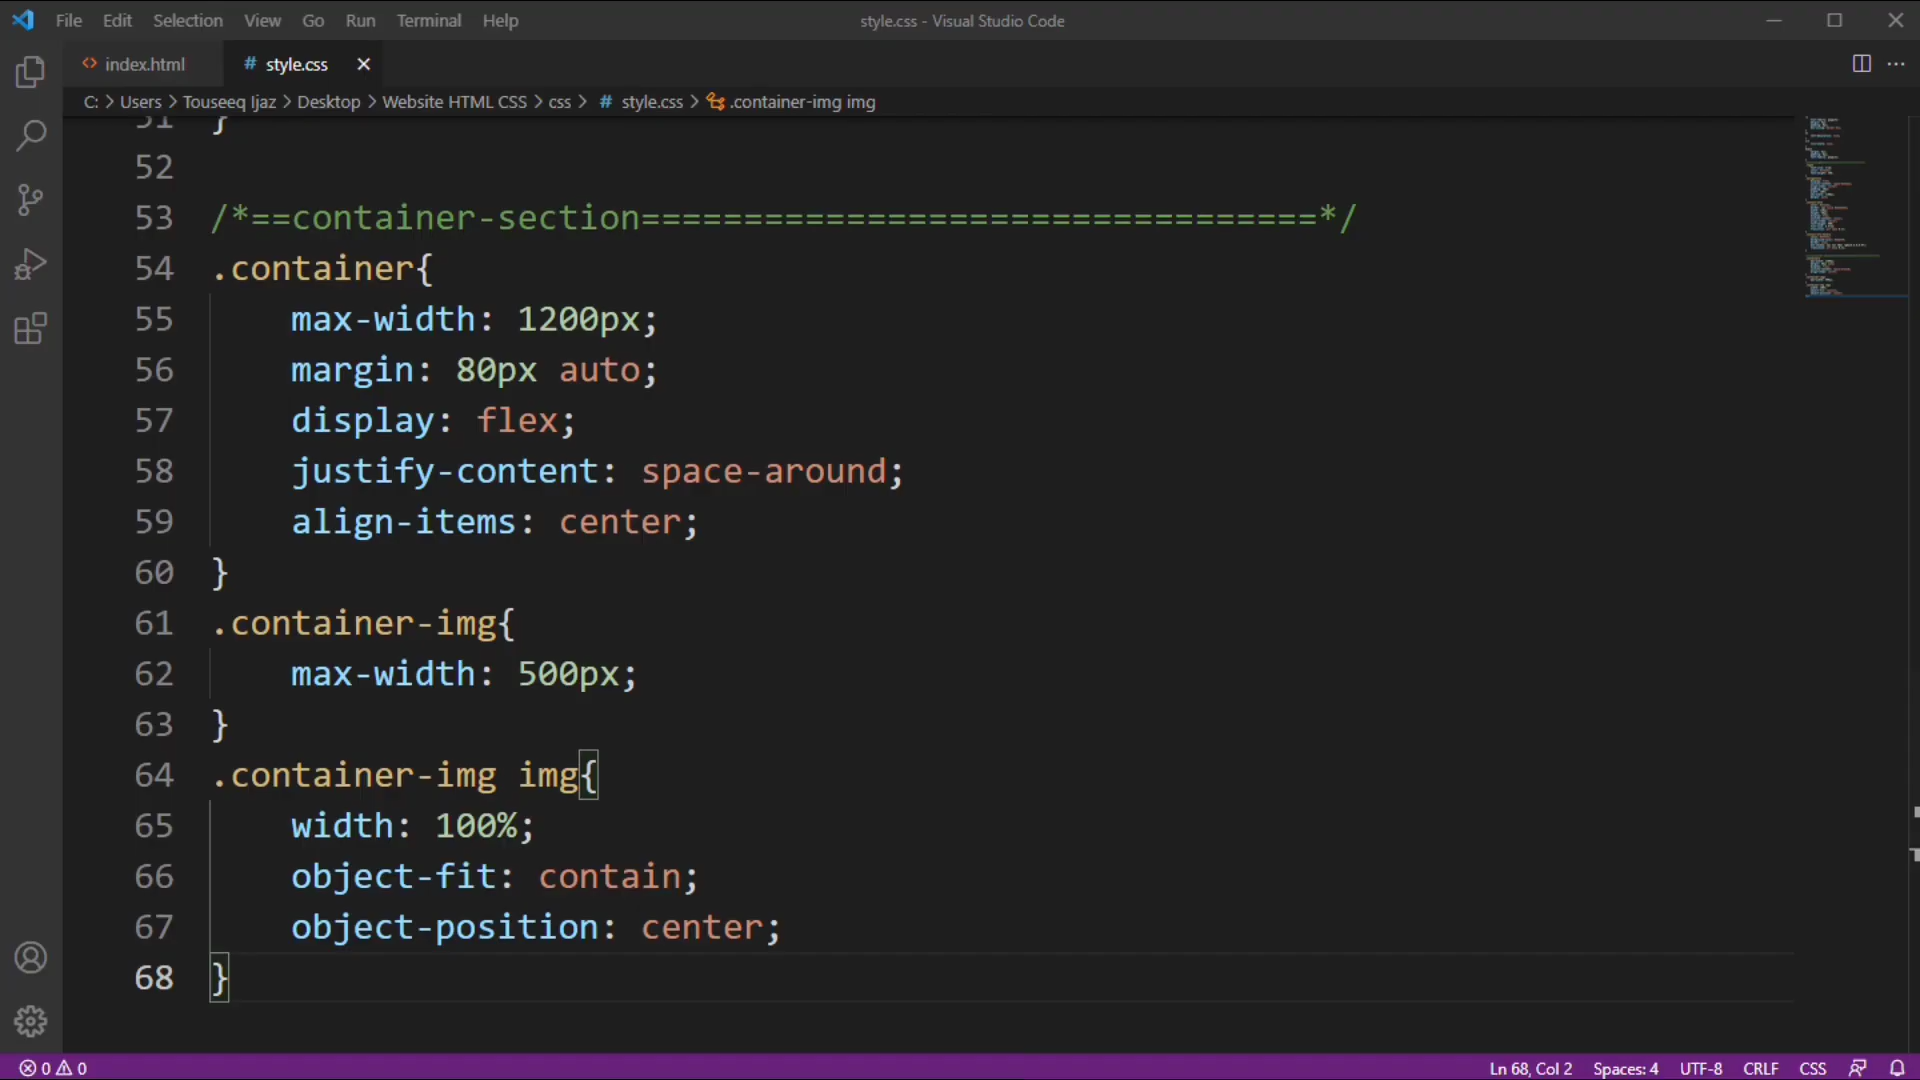 File Edit Selection View Go Run Terminal Help style.css - Visual Studio Code
<> index.html # style.css
C: > Users > Touseeq Ijaz > Desktop > Website HTML CSS > css > # style.css > .container-img img
51 }
52
53 /*==container-section=================================*/
54 .container{
55 max-width: 1200px;
56 margin: 80px auto;
57 display: flex;
58 justify-content: space-around;
59 align-items: center;
60 }
61 .container-img{
62 max-width: 500px;
63 }
64 .container-img img{
65 width: 100%;
66 object-fit: contain;
67 object-position: center;
68 }
0 0 Ln 68, Col 2 Spaces: 4 UTF-8 CRLF CSS